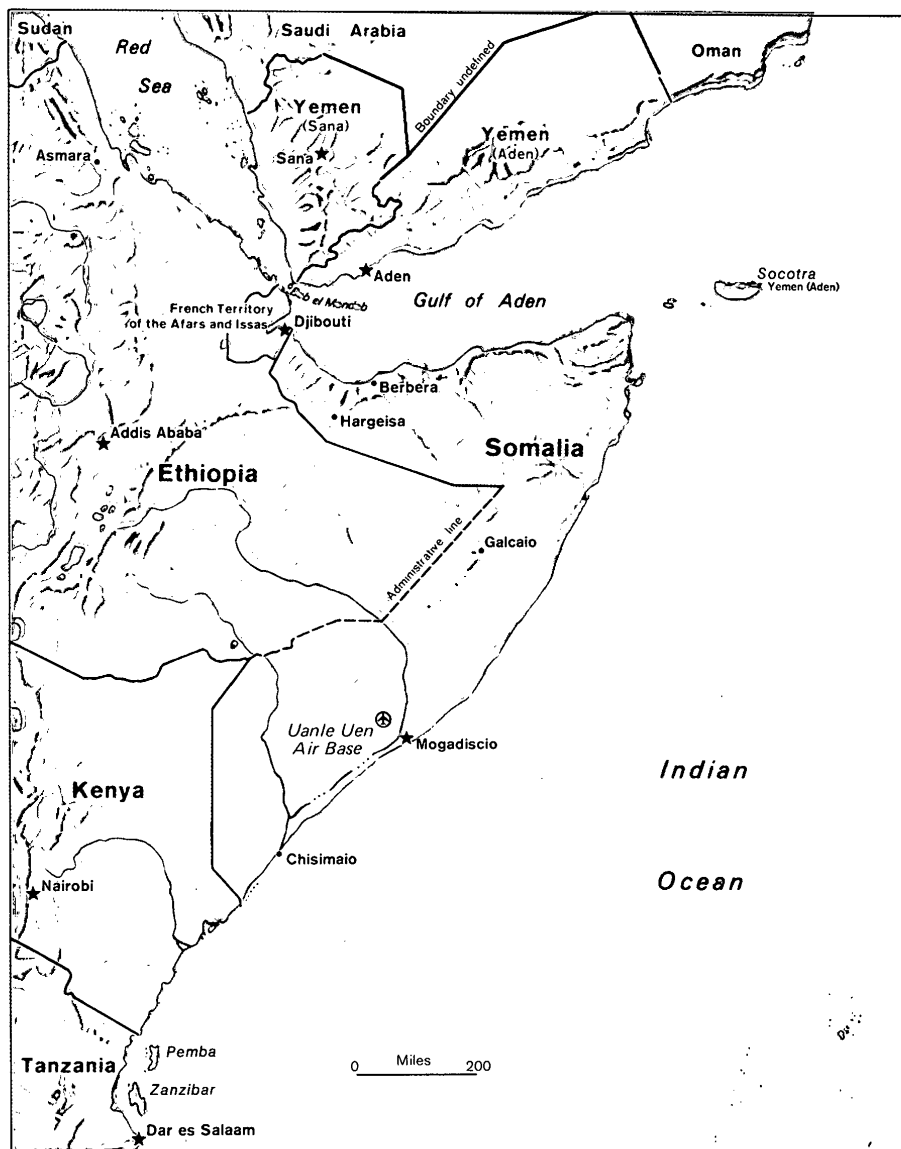 Sudan
Red
Sea
Saudi Arabia
Oman
Boundary undefined
Yemen
(Sana)
Sana
Yemen
(Aden)
Asmara
Aden
Socotra
Yemen (Aden)
Bab el Mandab
Gulf of Aden
French Territory
of the Afars and Issas
Djibouti
Berbera
Hargeisa
Addis Ababa
Somalia
Ethiopia
Administrative line
Galcaio
Uanle Uen
Air Base
Mogadiscio
Indian
Kenya
Chisimaio
Ocean
Nairobi
Tanzania
Pemba
Miles
0 200
Zanzibar
Dar es Salaam